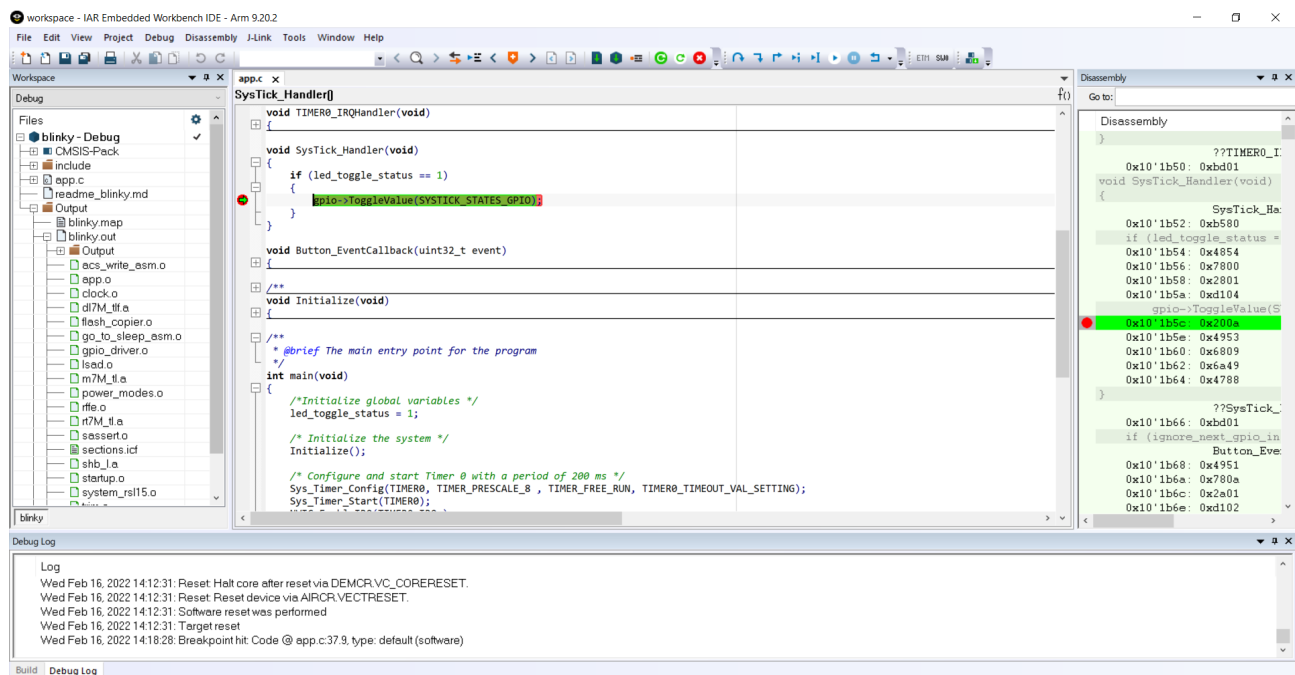 workspace - IAR Embedded Workbench IDE - Arm 9.20.2
File Edit View Project Debug Disassembly J-Link Tools Window Help
ETM SWO
Workspace
Debug
Files
blinky - Debug
CMSIS-Pack
include
app.c
readme_blinky.md
Output
blinky.map
blinky.out
Output
acs_write_asm.o
app.o
clock.o
dl7M_tlf.a
flash_copier.o
go_to_sleep_asm.o
gpio_driver.o
lsad.o
m7M_tl.a
power_modes.o
rffe.o
rt7M_tl.a
sassert.o
sections.icf
shb_l.a
startup.o
system_rsl15.o
blinky
app.c
SysTick_Handler()
f()
void TIMER0_IRQHandler(void)
{
void SysTick_Handler(void)
{
if (led_toggle_status == 1)
{
gpio->ToggleValue(SYSTICK_STATES_GPIO);
}
}
void Button_EventCallback(uint32_t event)
{
/**
void Initialize(void)
{
/**
* @brief The main entry point for the program
*/
int main(void)
{
/*Initialize global variables */
led_toggle_status = 1;
/* Initialize the system */
Initialize();
/* Configure and start Timer 0 with a period of 200 ms */
Sys_Timer_Config(TIMER0, TIMER_PRESCALE_8 , TIMER_FREE_RUN, TIMER0_TIMEOUT_VAL_SETTING);
Sys_Timer_Start(TIMER0);
Disassembly
Go to:
Disassembly
}
??TIMER0_I
0x10'1b50: 0xbd01
void SysTick_Handler(void)
{
SysTick_Ha
0x10'1b52: 0xb580
if (led_toggle_status =
0x10'1b54: 0x4854
0x10'1b56: 0x7800
0x10'1b58: 0x2801
0x10'1b5a: 0xd104
gpio->ToggleValue(S
0x10'1b5c: 0x200a
0x10'1b5e: 0x4953
0x10'1b60: 0x6809
0x10'1b62: 0x6a49
0x10'1b64: 0x4788
}
??SysTick_
0x10'1b66: 0xbd01
if (ignore_next_gpio_in
Button_Eve
0x10'1b68: 0x4951
0x10'1b6a: 0x780a
0x10'1b6c: 0x2a01
0x10'1b6e: 0xd102
Debug Log
Log
Wed Feb 16, 2022 14:12:31: Reset: Halt core after reset via DEMCR.VC_CORERESET.
Wed Feb 16, 2022 14:12:31: Reset: Reset device via AIRCR.VECTRESET.
Wed Feb 16, 2022 14:12:31: Software reset was performed
Wed Feb 16, 2022 14:12:31: Target reset
Wed Feb 16, 2022 14:18:28: Breakpoint hit: Code @ app.c:37.9, type: default (software)
Build Debug Log